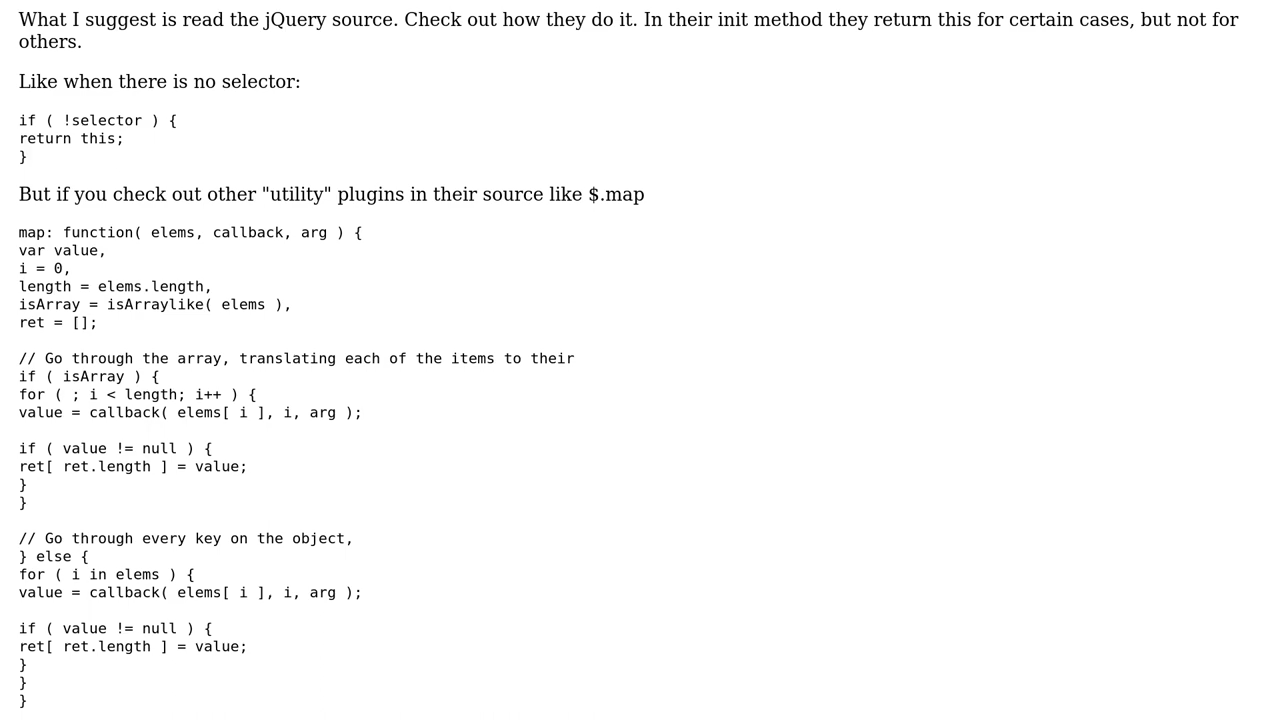 What I suggest is read the jQuery source. Check out how they do it. In their init method they return this for certain cases, but not for
others.
Like when there is no selector:
if ( !selector ) {
return this;
}
But if you check out other "utility" plugins in their source like $.map
map: function( elems, callback, arg ) {
var value,
i = 0,
length = elems.length,
isArray = isArraylike( elems ),
ret = [];
// Go through the array, translating each of the items to their
if ( isArray ) {
for ( ; i < length; i++ ) {
value = callback( elems[ i ], i, arg );
if ( value != null ) {
ret[ ret.length ] = value;
}
}
// Go through every key on the object,
} else {
for ( i in elems ) {
value = callback( elems[ i ], i, arg );
if ( value != null ) {
ret[ ret.length ] = value;
}
}
}